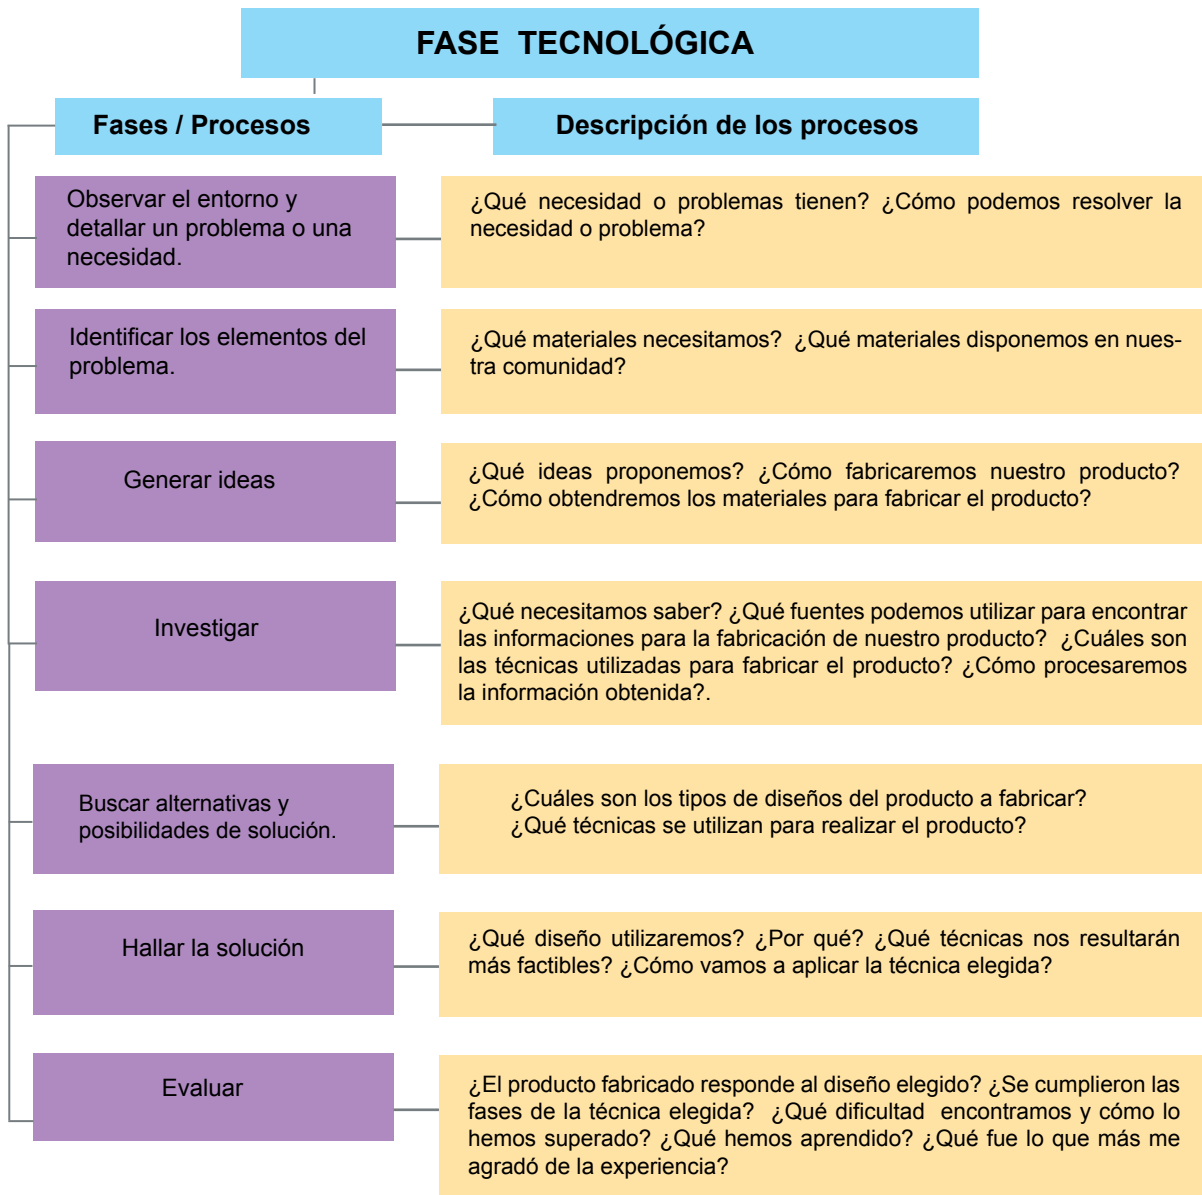 FASE TECNOLÓGICA
Fases / Procesos
Descripción de los procesos
Observar el entorno y
detallar un problema o una
necesidad.
¿Qué necesidad o problemas tienen? ¿Cómo podemos resolver la
necesidad o problema?
Identificar los elementos del
problema.
¿Qué materiales necesitamos? ¿Qué materiales disponemos en nues-
tra comunidad?
Generar ideas
¿Qué ideas proponemos? ¿Cómo fabricaremos nuestro producto?
¿Cómo obtendremos los materiales para fabricar el producto?
Investigar
¿Qué necesitamos saber? ¿Qué fuentes podemos utilizar para encontrar
las informaciones para la fabricación de nuestro producto? ¿Cuáles son
las técnicas utilizadas para fabricar el producto? ¿Cómo procesaremos
la información obtenida?.
Buscar alternativas y
posibilidades de solución.
¿Cuáles son los tipos de diseños del producto a fabricar?
¿Qué técnicas se utilizan para realizar el producto?
Hallar la solución
¿Qué diseño utilizaremos? ¿Por qué? ¿Qué técnicas nos resultarán
más factibles? ¿Cómo vamos a aplicar la técnica elegida?
Evaluar
¿El producto fabricado responde al diseño elegido? ¿Se cumplieron las
fases de la técnica elegida? ¿Qué dificultad encontramos y cómo lo
hemos superado? ¿Qué hemos aprendido? ¿Qué fue lo que más me
agradó de la experiencia?